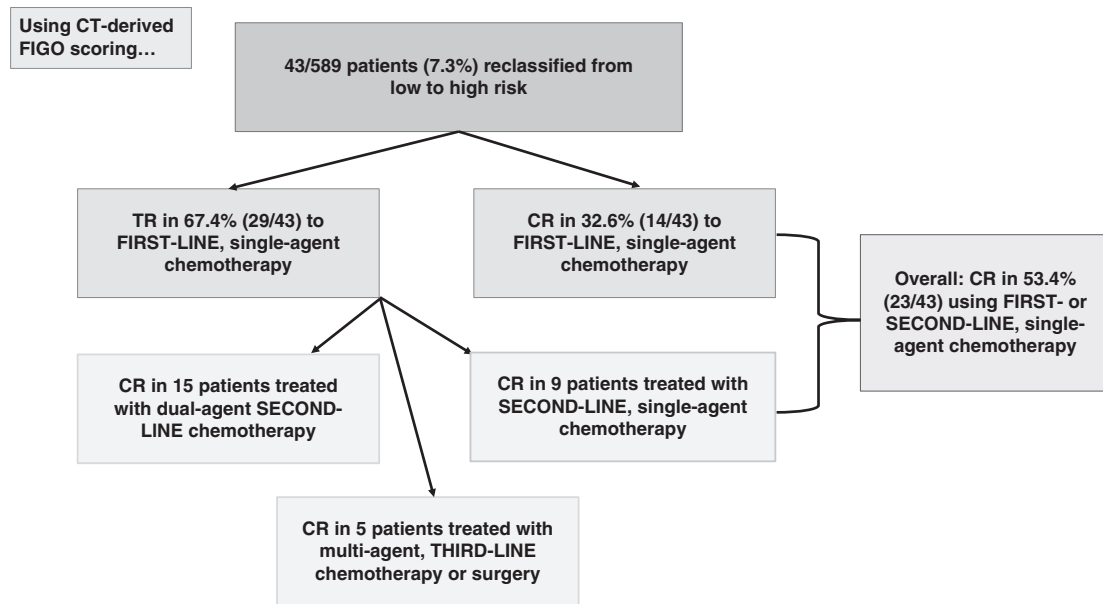 Using CT-derived
FIGO scoring…
43/589 patients (7.3%) reclassified from
low to high risk
TR in 67.4% (29/43) to
FIRST-LINE, single-agent
chemotherapy
CR in 32.6% (14/43) to
FIRST-LINE, single-agent
chemotherapy
Overall: CR in 53.4%
(23/43) using FIRST- or
SECOND-LINE, single-
agent chemotherapy
CR in 15 patients treated
with dual-agent SECOND-
LINE chemotherapy
CR in 9 patients treated with
SECOND-LINE, single-agent
chemotherapy
CR in 5 patients treated with
multi-agent, THIRD-LINE
chemotherapy or surgery